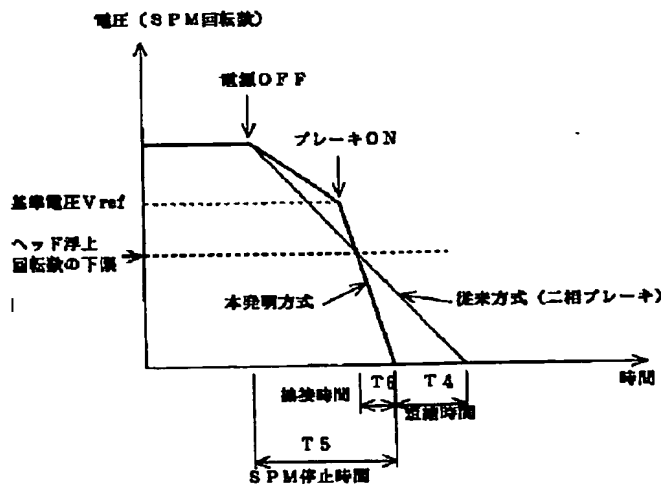 電圧（ＳＰＭ回転数）
電源ＯＦＦ
ブレーキＯＮ
基準電圧Ｖref
ヘッド浮上
回転数の下限
本発明方式
従来方式（二相ブレーキ）
時間
Ｔ６
Ｔ４
摺接時間
短縮時間
Ｔ５
ＳＰＭ停止時間